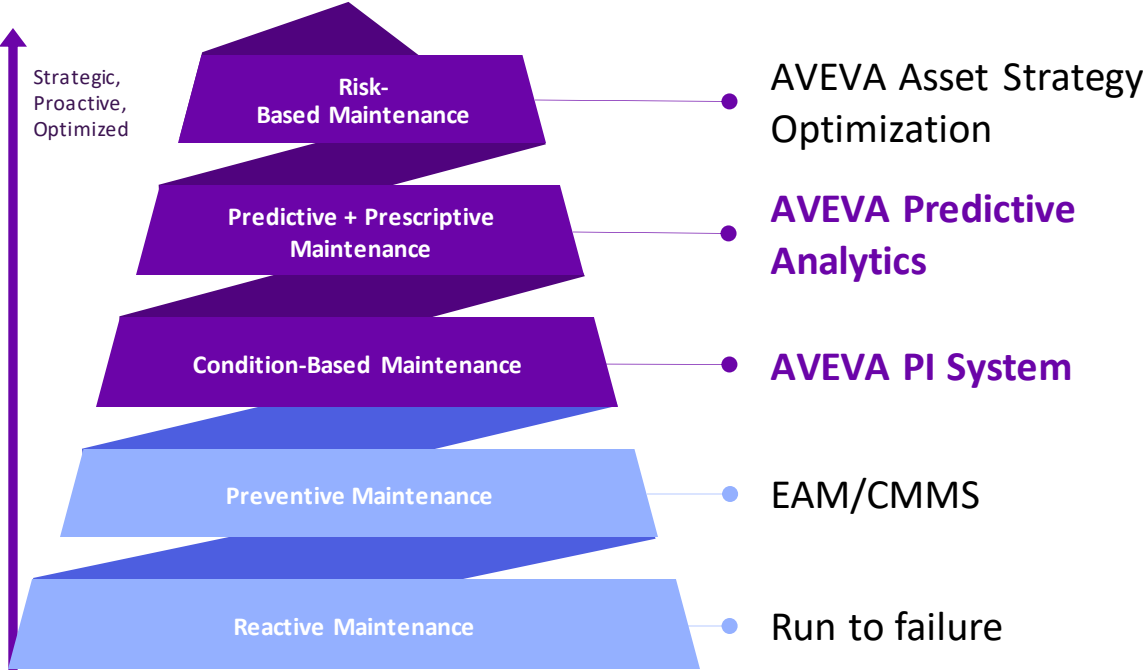 Strategic,
Proactive,
Optimized
Risk-
Based Maintenance
AVEVA Asset Strategy
Optimization
Predictive + Prescriptive
Maintenance
AVEVA Predictive
Analytics
Condition-Based Maintenance
AVEVA PI System
Preventive Maintenance
EAM/CMMS
Reactive Maintenance
Run to failure